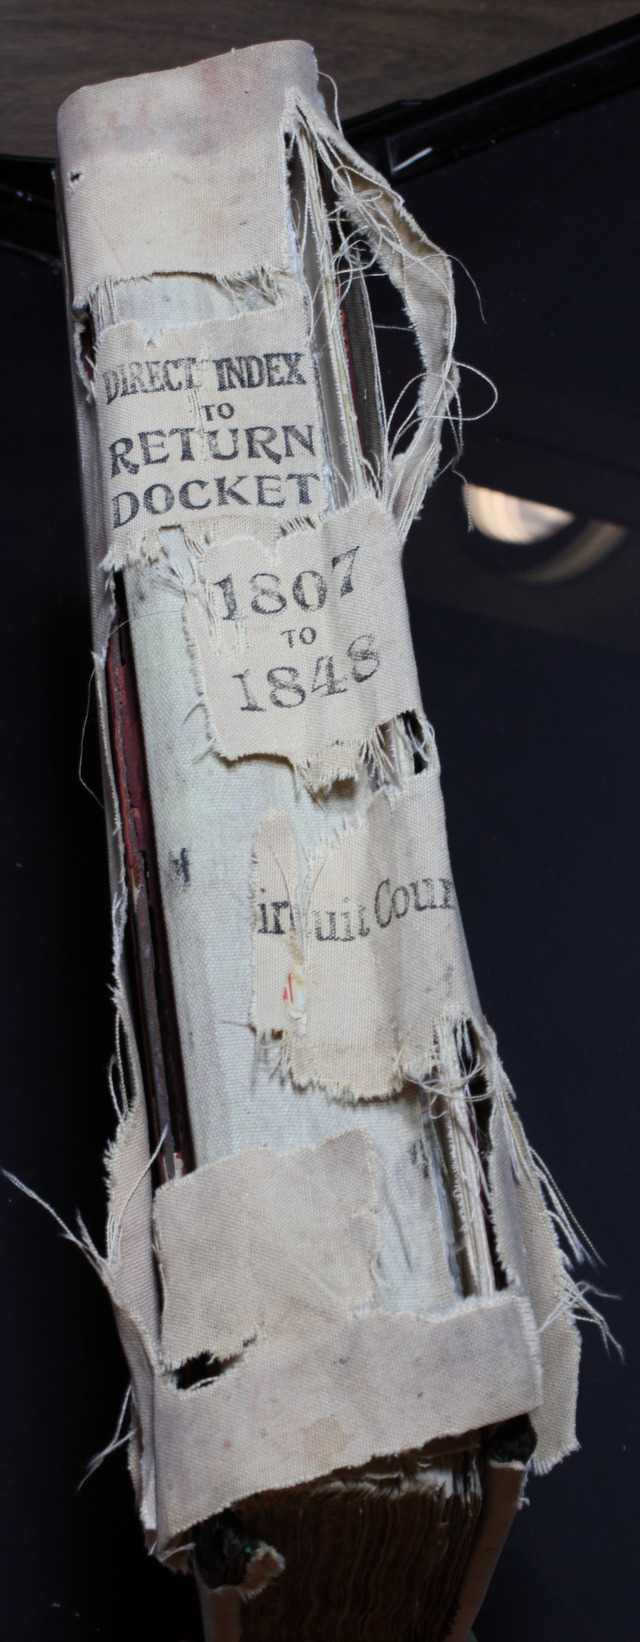 DIRECT INDEX
TO
RETURN
DOCKET
1807
TO
1848
ircuit Cour